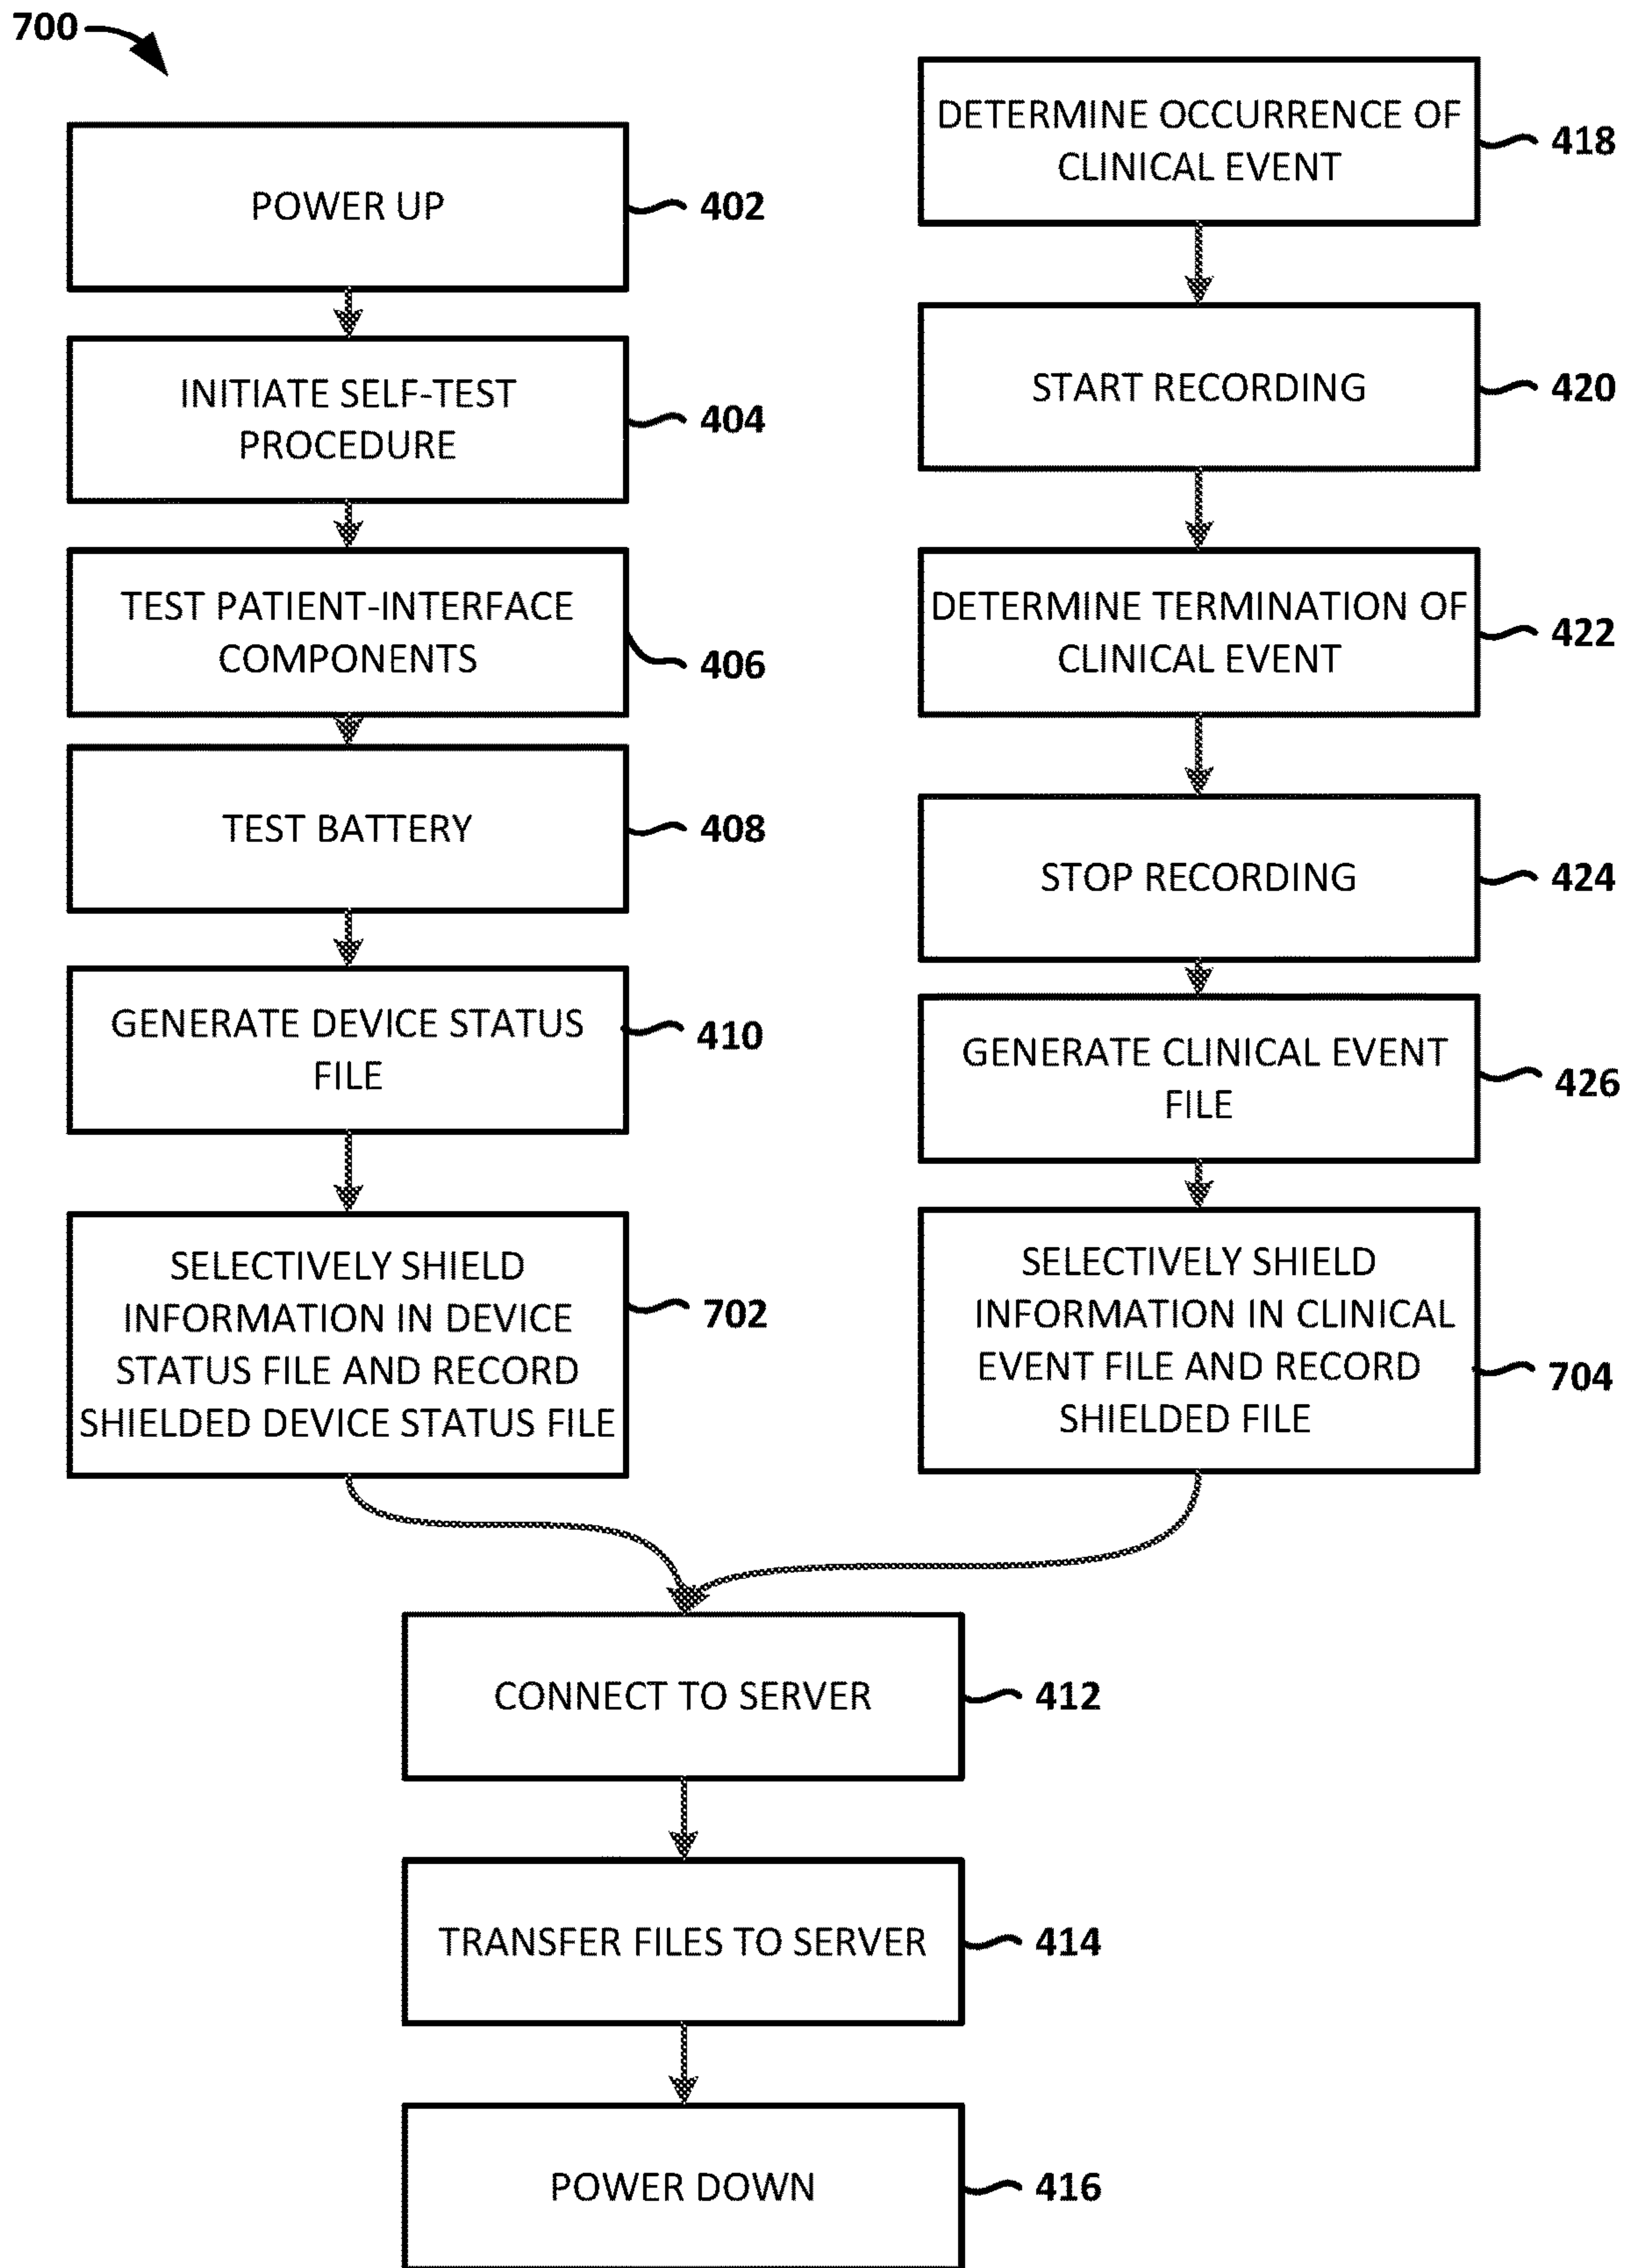 700
POWER UP
402
INITIATE SELF-TEST
PROCEDURE
404
TEST PATIENT-INTERFACE
COMPONENTS
406
TEST BATTERY
408
GENERATE DEVICE STATUS
FILE
410
SELECTIVELY SHIELD
INFORMATION IN DEVICE
STATUS FILE AND RECORD
SHIELDED DEVICE STATUS FILE
702
DETERMINE OCCURRENCE OF
CLINICAL EVENT
418
START RECORDING
420
DETERMINE TERMINATION OF
CLINICAL EVENT
422
STOP RECORDING
424
GENERATE CLINICAL EVENT
FILE
426
SELECTIVELY SHIELD
INFORMATION IN CLINICAL
EVENT FILE AND RECORD
SHIELDED FILE
704
CONNECT TO SERVER
412
TRANSFER FILES TO SERVER
414
POWER DOWN
416